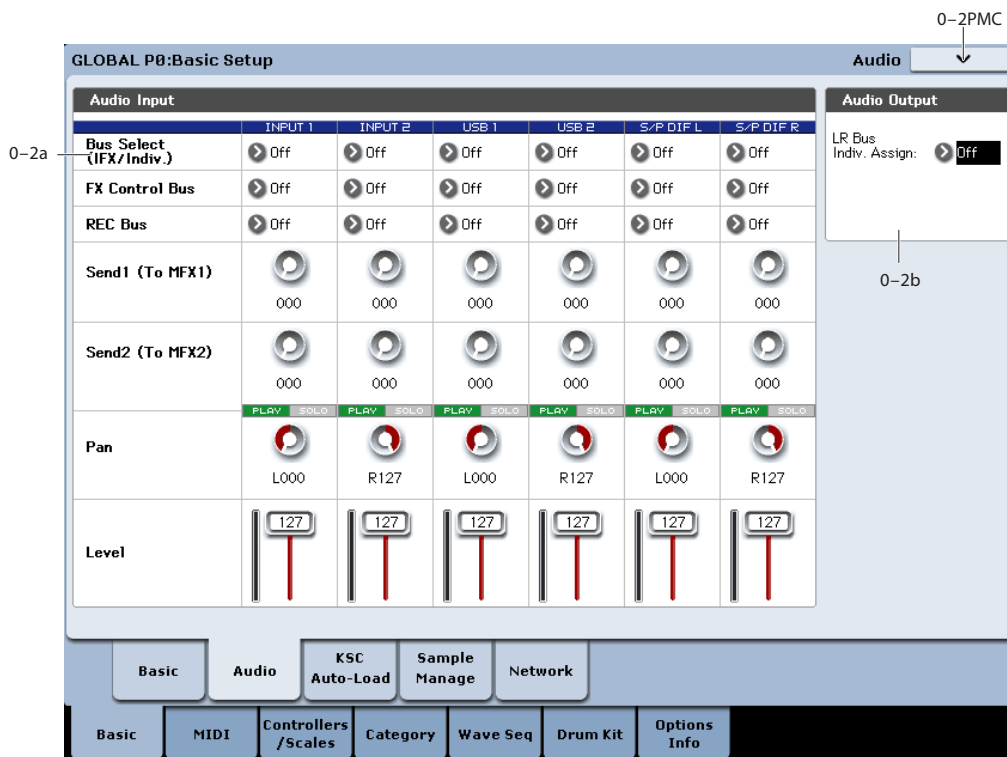 0–2PMC
GLOBAL P0:Basic Setup
Audio
Audio Input
Audio Output
INPUT 1 INPUT 2 USB 1 USB 2 S/P DIF L S/P DIF R
0–2a
Bus Select
(IFX/Indiv.)
Off Off Off Off Off Off
LR Bus
Indiv. Assign: Off
FX Control Bus Off Off Off Off Off Off
REC Bus Off Off Off Off Off Off
0–2b
Send1 (To MFX1)
000 000 000 000 000 000
Send2 (To MFX2)
000 000 000 000 000 000
PLAY SOLO PLAY SOLO PLAY SOLO PLAY SOLO PLAY SOLO PLAY SOLO
Pan
L000 R127 L000 R127 L000 R127
127 127 127 127 127 127
Level
Basic
Audio
KSC
Auto-Load
Sample
Manage
Network
Basic
MIDI
Controllers
/Scales
Category
Wave Seq
Drum Kit
Options
Info